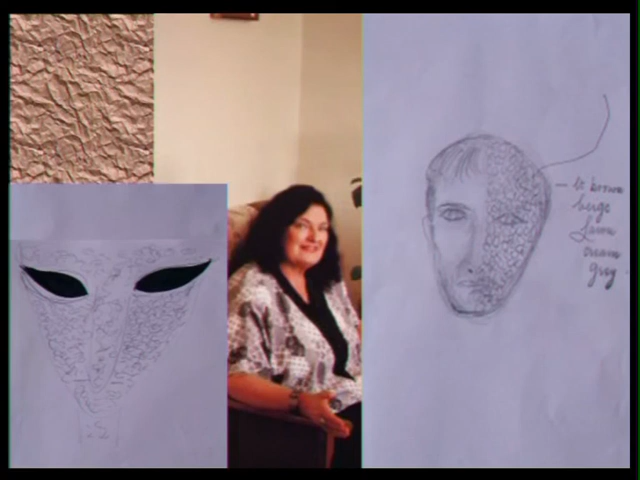 – lt brown
beige
fawn
cream
grey